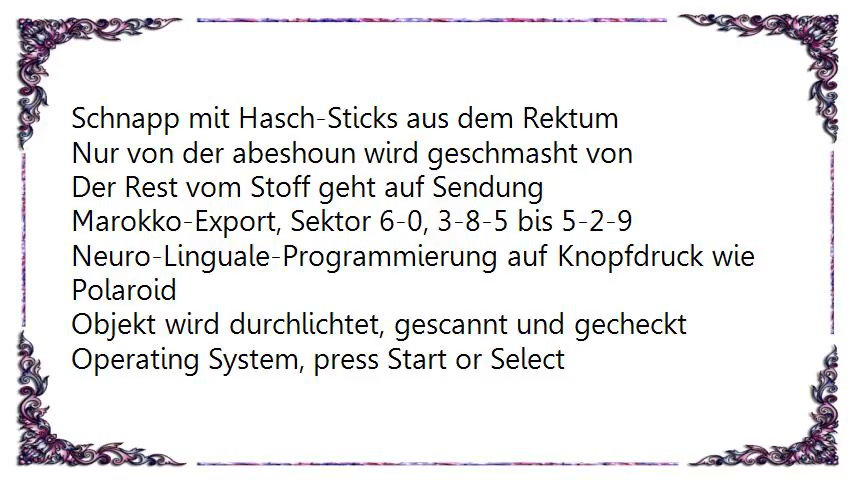 Schnapp mit Hasch-Sticks aus dem Rektum
Nur von der abeshoun wird geschmasht von
Der Rest vom Stoff geht auf Sendung
Marokko-Export, Sektor 6-0, 3-8-5 bis 5-2-9
Neuro-Linguale-Programmierung auf Knopfdruck wie
Polaroid
Objekt wird durchlichtet, gescannt und gecheckt
Operating System, press Start or Select